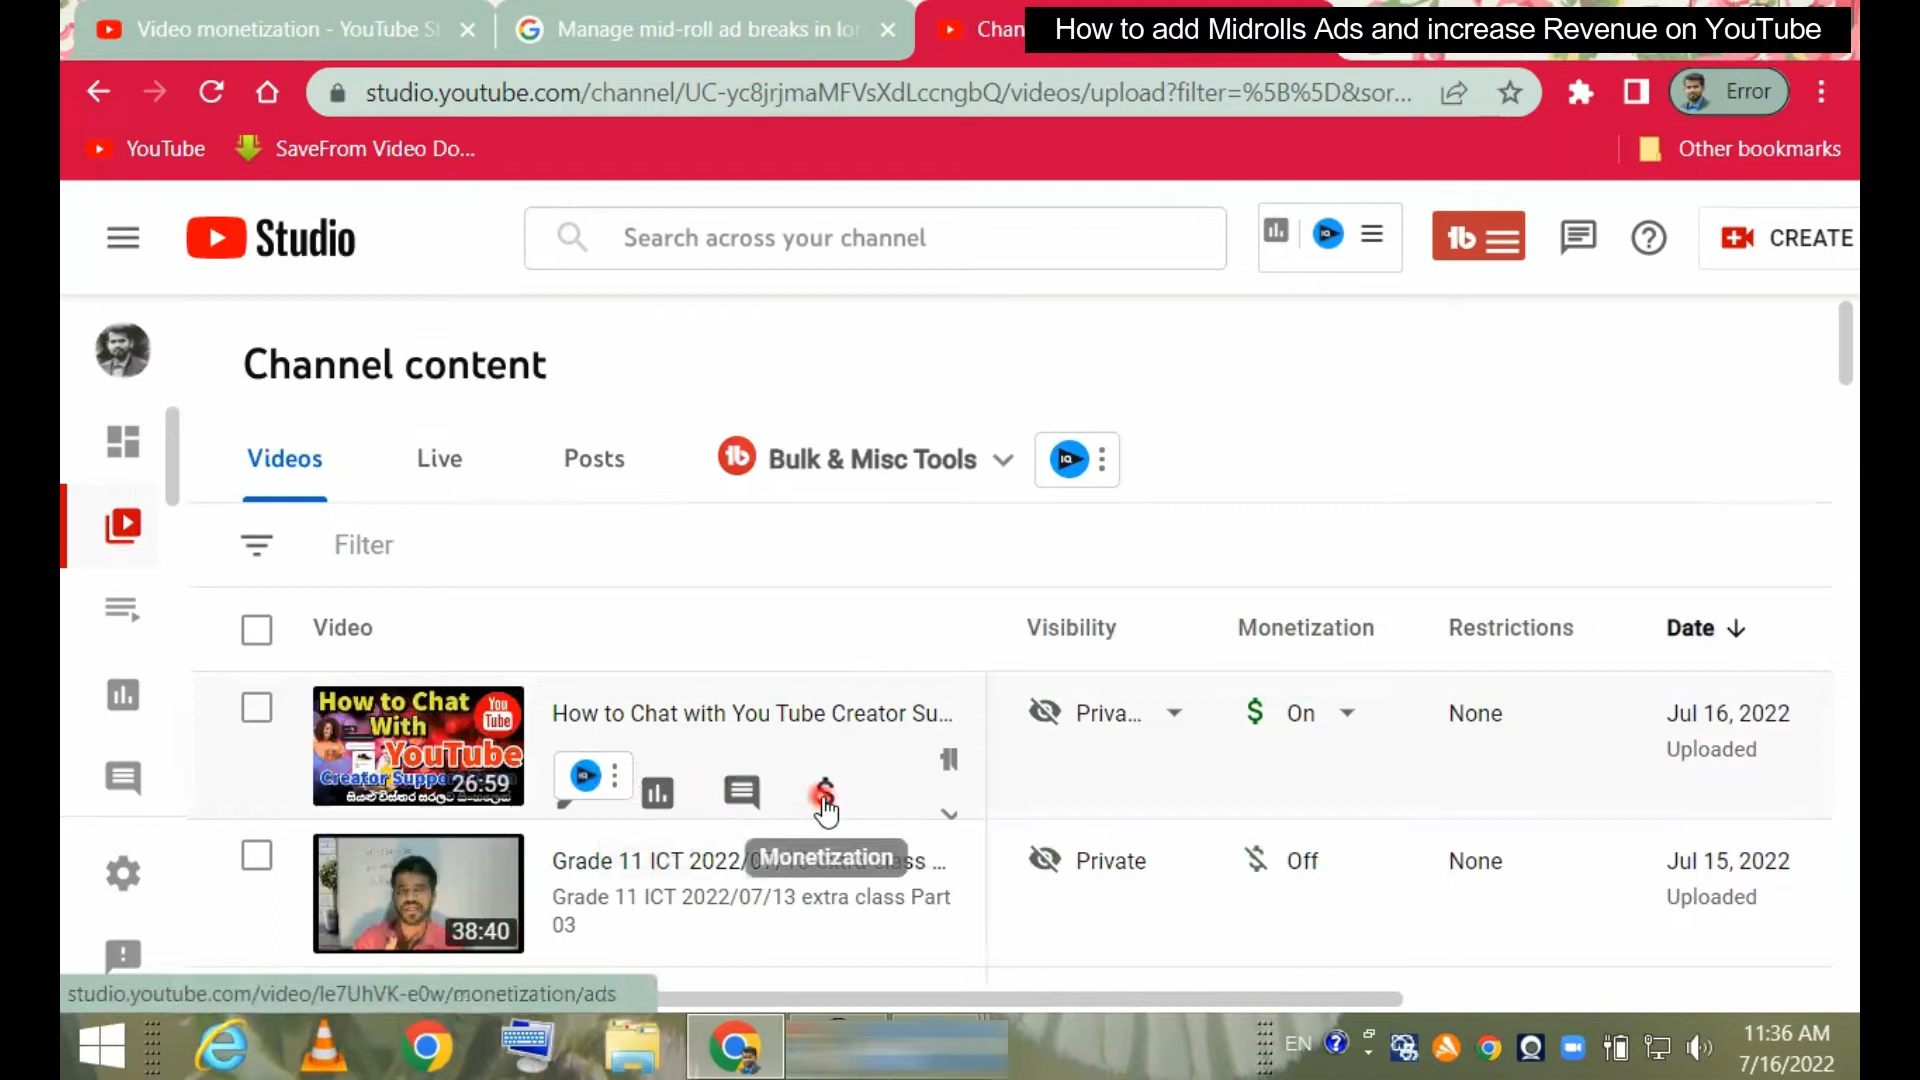 Video monetization - YouTube St
Manage mid-roll ad breaks in lon
Chan
How to add Midrolls Ads and increase Revenue on YouTube
studio.youtube.com/channel/UC-yc8jrjmaMFVsXdLccngbQ/videos/upload?filter=%5B%5D&sor...
Error
YouTube
SaveFrom Video Do...
Other bookmarks
Studio
Search across your channel
CREATE
Channel content
Videos
Live
Posts
Bulk & Misc Tools
Filter
Video
Visibility
Monetization
Restrictions
Date
How to Chat
With
You
Tube
YouTube
Creator Suppo
26:59
How to Chat with You Tube Creator Su...
Priva...
On
None
Jul 16, 2022
Uploaded
Monetization
38:40
Grade 11 ICT 2022/0
ss ...
Grade 11 ICT 2022/07/13 extra class Part
03
Private
Off
None
Jul 15, 2022
Uploaded
studio.youtube.com/video/Ie7UhVK-e0w/monetization/ads
EN
11:36 AM
7/16/2022